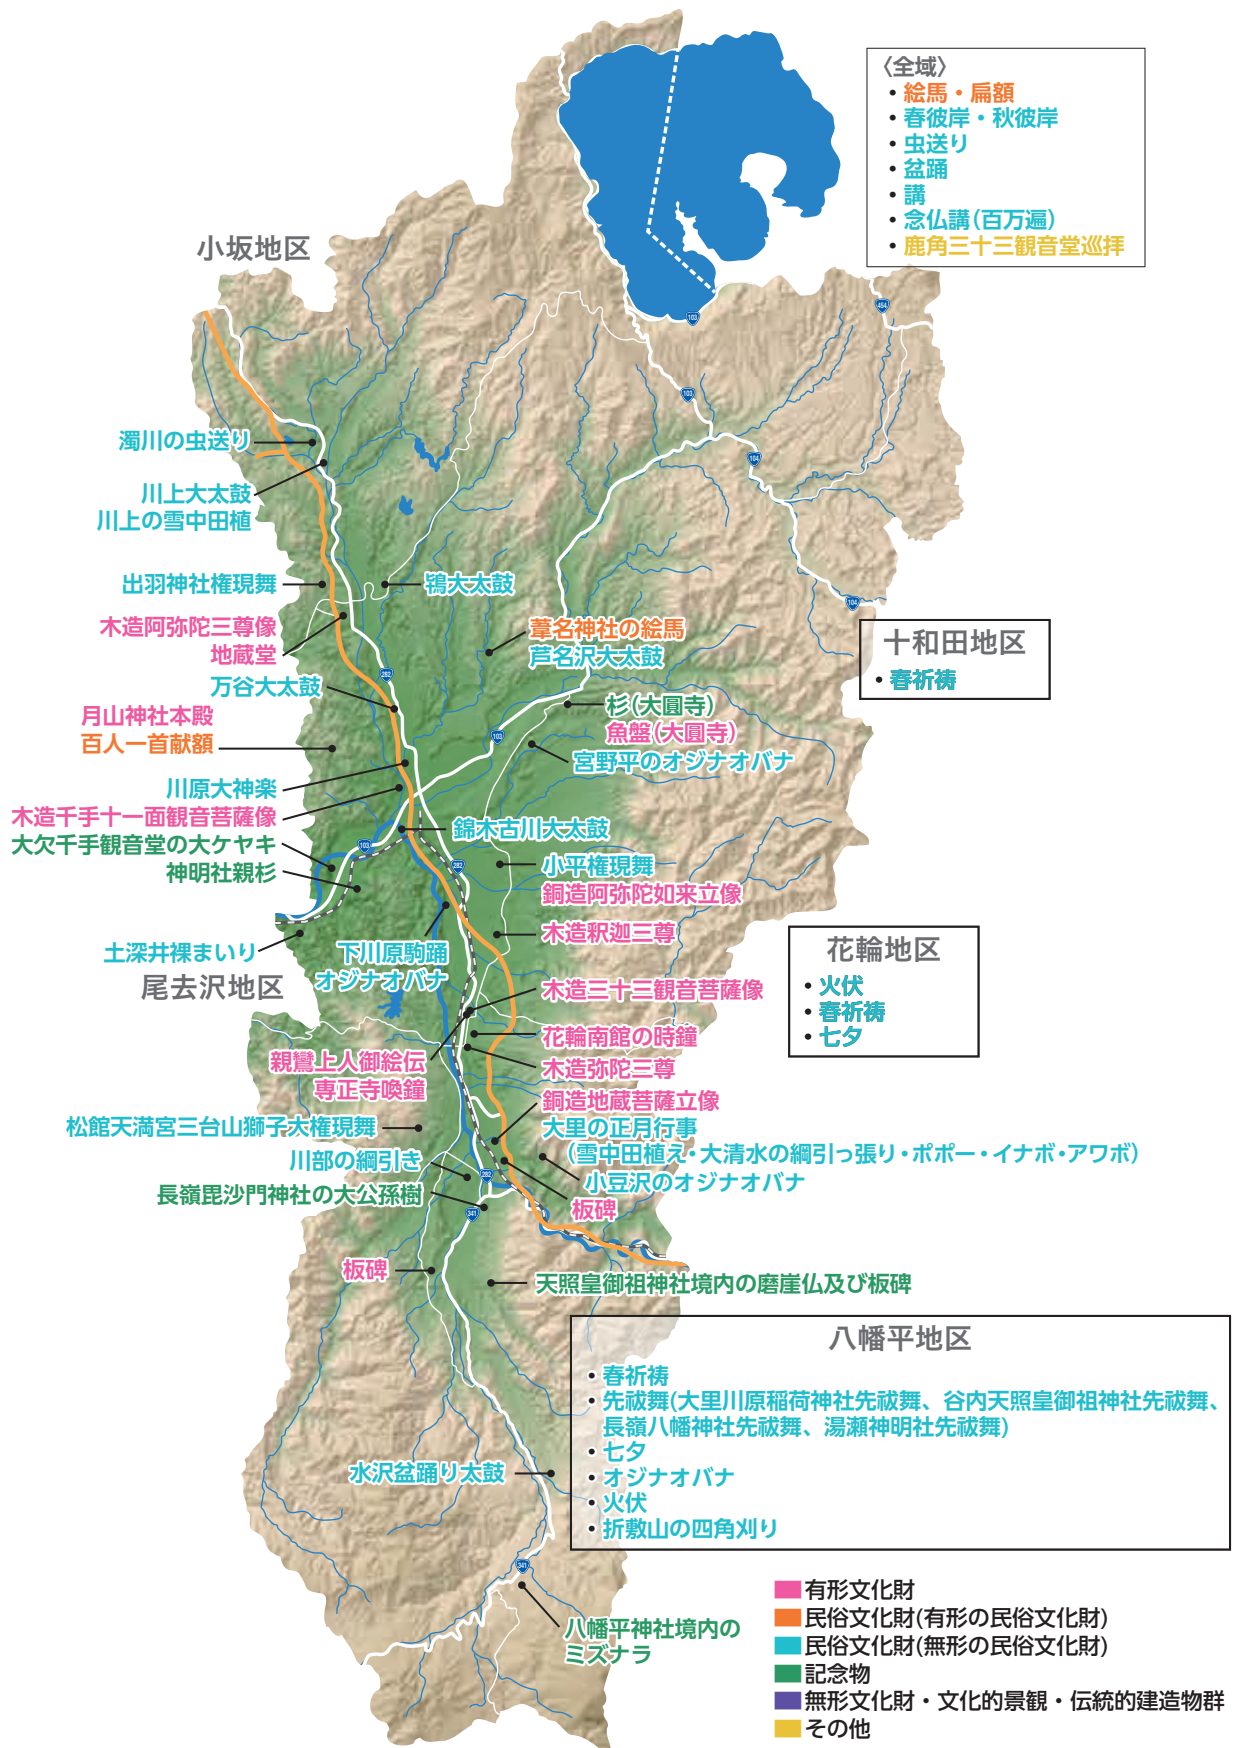 〈全域〉
・絵馬・扁額
・春彼岸・秋彼岸
・虫送り
・盆踊
・講
・念仏講(百万遍)
・鹿角三十三観音堂巡拝
小坂地区
454
103
103
104
104
濁川の虫送り
川上大太鼓
川上の雪中田植
出羽神社権現舞
鴇大太鼓
木造阿弥陀三尊像
地蔵堂
葦名神社の絵馬
芦名沢大太鼓
十和田地区
・春祈祷
282
万谷大太鼓
杉(大圓寺)
魚盤(大圓寺)
月山神社本殿
百人一首献額
103
宮野平のオジナオバナ
川原大神楽
木造千手十一面観音菩薩像
大欠千手観音堂の大ケヤキ
神明社親杉
錦木古川大太鼓
103
282
小平権現舞
銅造阿弥陀如来立像
木造釈迦三尊
土深井裸まいり
下川原駒踊
オジナオバナ
尾去沢地区
花輪地区
・火伏
・春祈祷
・七夕
木造三十三観音菩薩像
花輪南館の時鐘
親鸞上人御絵伝
専正寺喚鐘
木造弥陀三尊
銅造地蔵菩薩立像
松館天満宮三台山獅子大権現舞
大里の正月行事
(雪中田植え・大清水の綱引っ張り・ポポー・イナボ・アワボ)
川部の綱引き
282
小豆沢のオジナオバナ
長嶺毘沙門神社の大公孫樹
板碑
341
板碑
天照皇御祖神社境内の磨崖仏及び板碑
八幡平地区
・春祈祷
・先祓舞(大里川原稲荷神社先祓舞、谷内天照皇御祖神社先祓舞、
長嶺八幡神社先祓舞、湯瀬神明社先祓舞)
・七夕
・オジナオバナ
・火伏
・折敷山の四角刈り
水沢盆踊り太鼓
341
八幡平神社境内の
ミズナラ
有形文化財
民俗文化財(有形の民俗文化財)
民俗文化財(無形の民俗文化財)
記念物
無形文化財・文化的景観・伝統的建造物群
その他